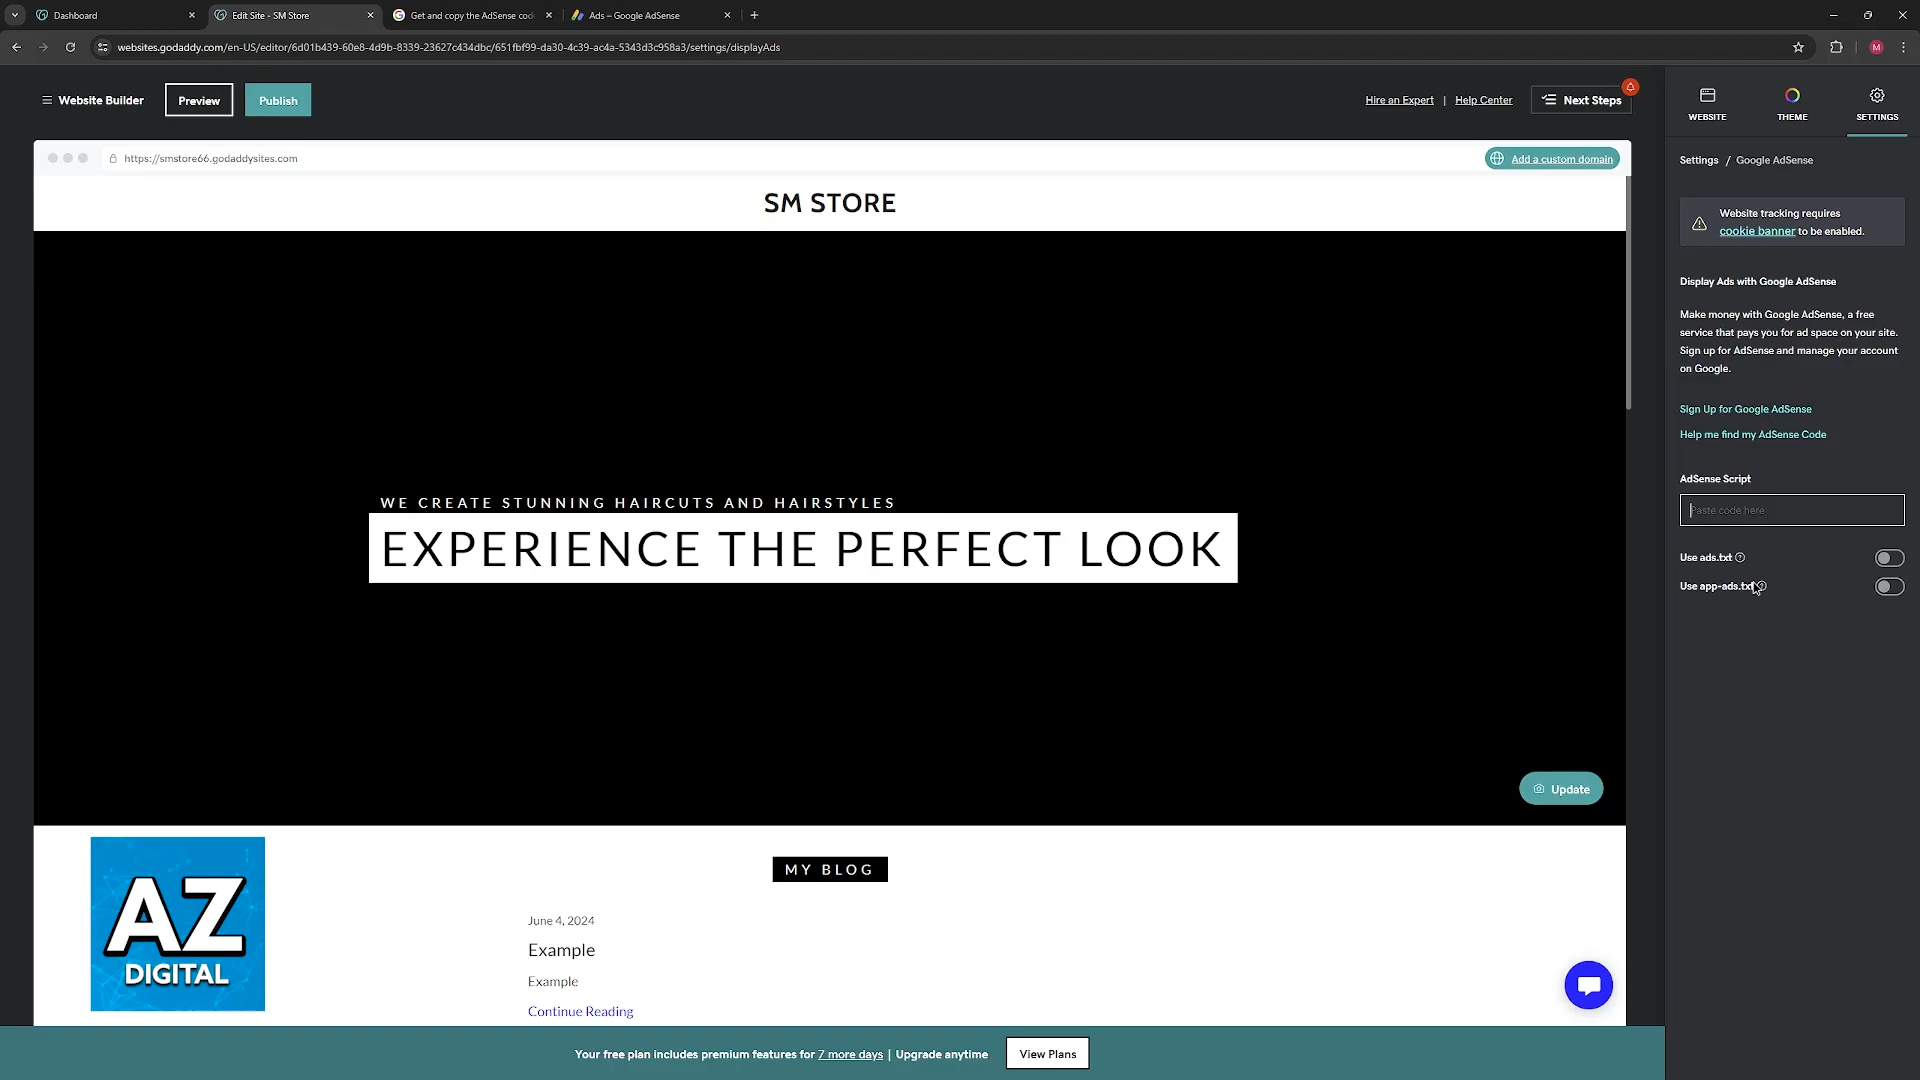 Dashboard
Edit Site - SM Store
Get and copy the AdSense cod
Ads – Google AdSense
M
websites.godaddy.com/en-US/editor/6d01b439-60e8-4d9b-8339-23627c434dbc/651fbf99-da30-4c39-ac4a-5343d3c958a3/settings/displayAds
Website Builder
Preview
Publish
Hire an Expert | Help Center
Next Steps
WEBSITE
THEME
SETTINGS
https://smstore66.godaddysites.com
Add a custom domain
SM STORE
WE CREATE STUNNING HAIRCUTS AND HAIRSTYLES
EXPERIENCE THE PERFECT LOOK
Update
MY BLOG
June 4, 2024
Example
Example
Continue Reading
AZ
DIGITAL
Your free plan includes premium features for 7 more days | Upgrade anytime
View Plans
Settings / Google AdSense
Website tracking requires
cookie banner to be enabled.
Display Ads with Google AdSense
Make money with Google AdSense, a free
service that pays you for ad space on your site.
Sign up for AdSense and manage your account
on Google.
Sign Up for Google AdSense
Help me find my AdSense Code
AdSense Script
Paste code here
Use ads.txt
Use app-ads.txt